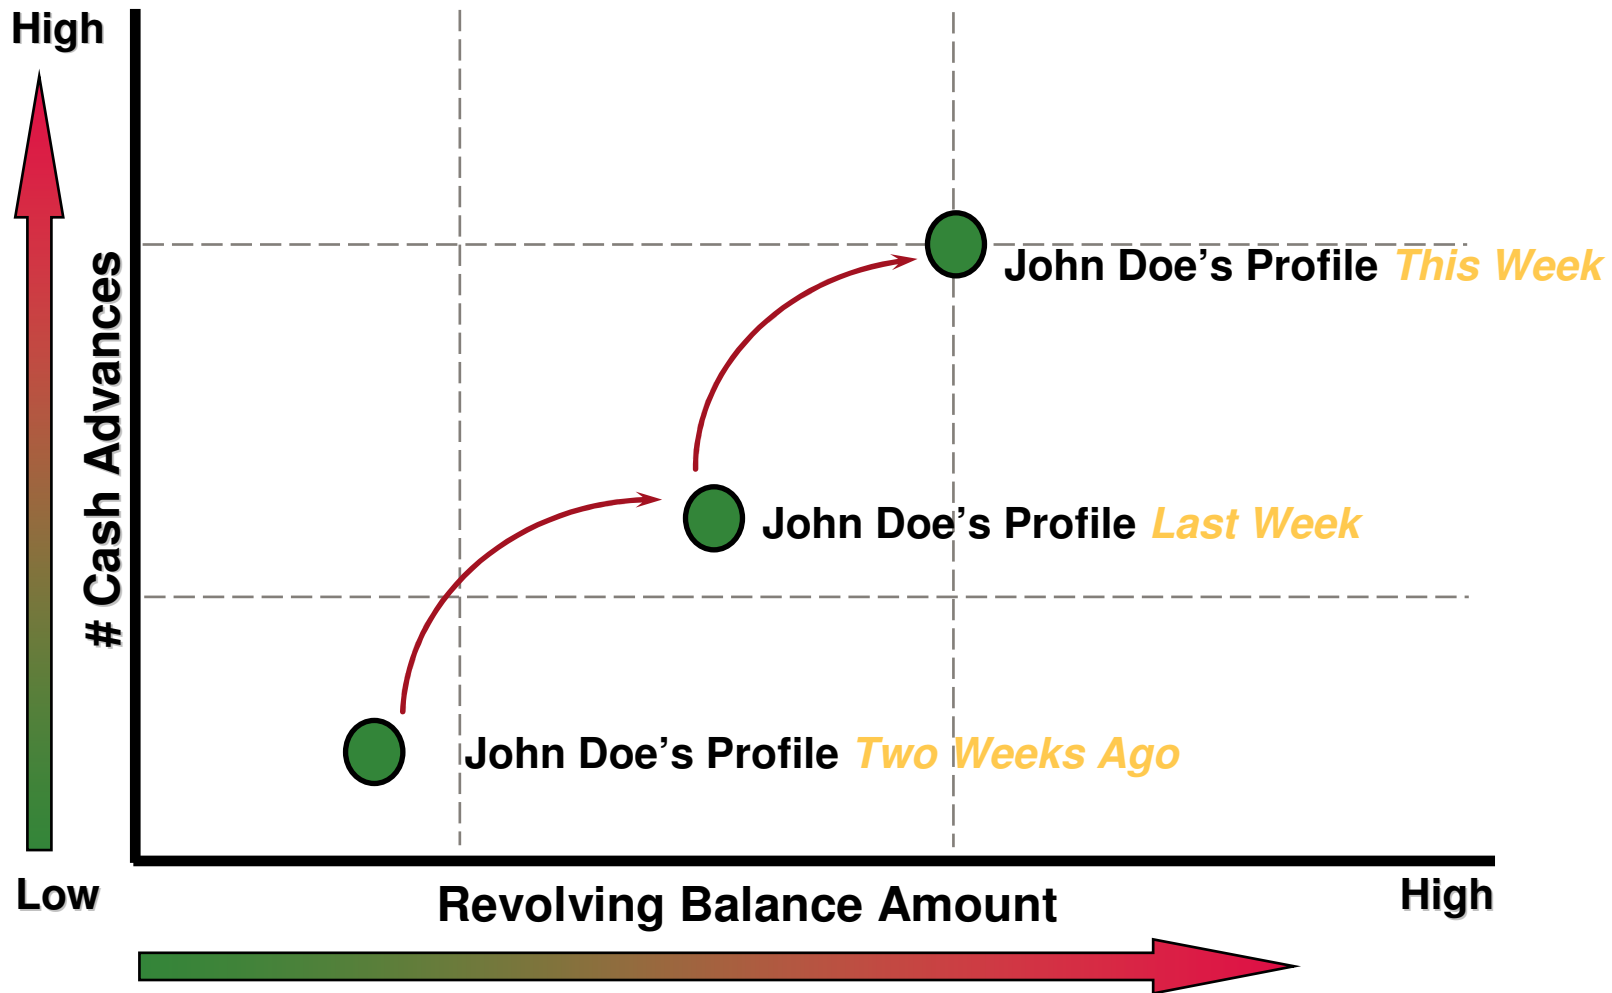 High
# Cash Advances
John Doe’s Profile This Week
John Doe’s Profile Last Week
John Doe’s Profile Two Weeks Ago
Low
Revolving Balance Amount
High